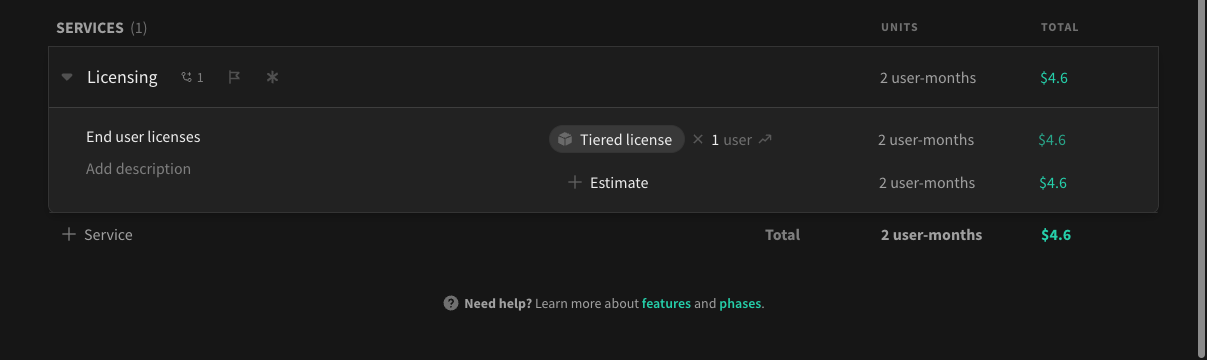 SERVICES (1) UNITS TOTAL
Licensing 1 2 user-months $4.6
End user licenses Tiered license × 1 user 2 user-months $4.6
Add description
+ Estimate 2 user-months $4.6
+ Service Total 2 user-months $4.6
? Need help? Learn more about features and phases.